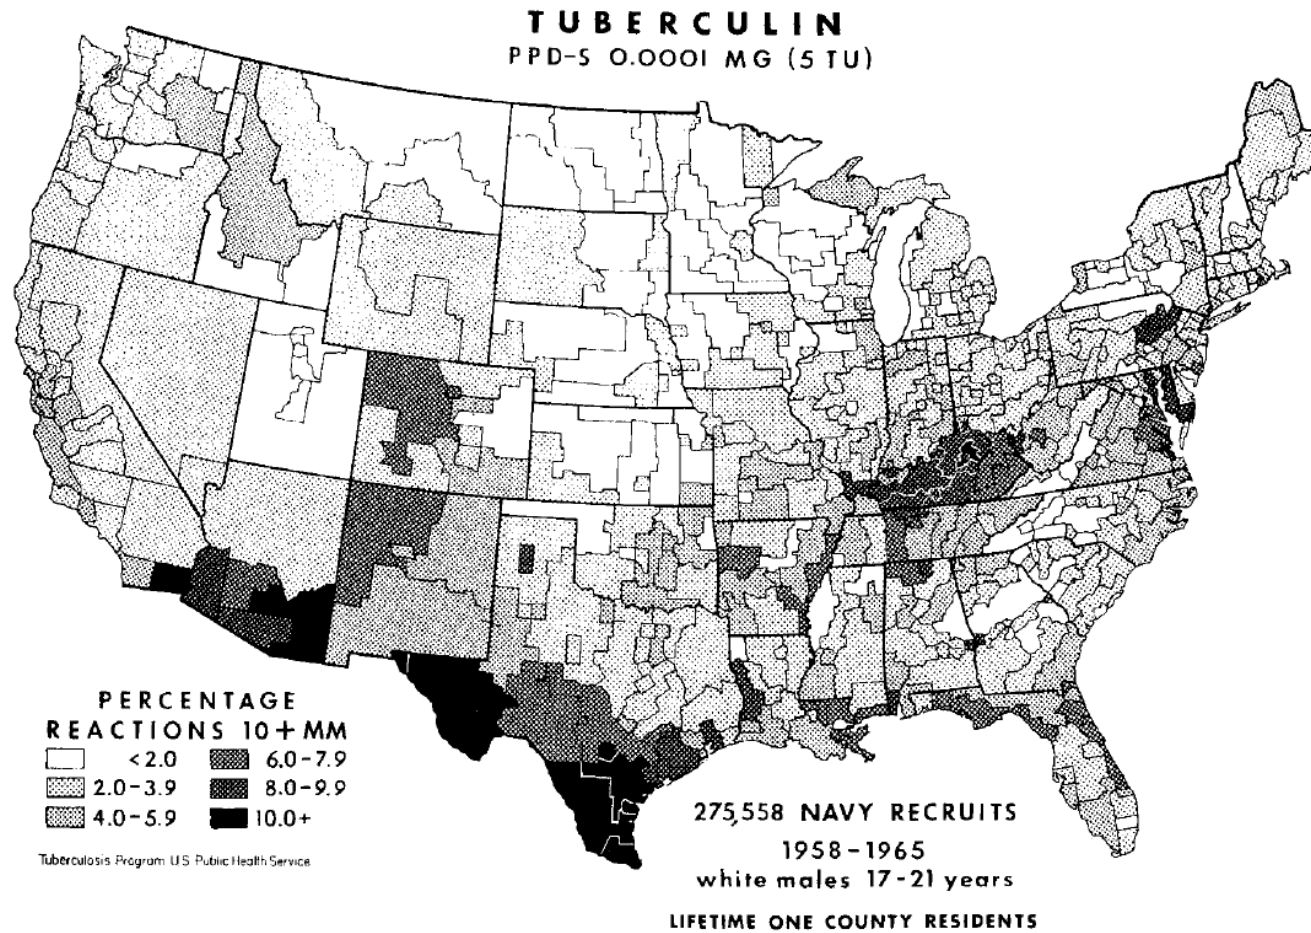 TUBERCULIN
PPD-S 0.0001 MG (5 TU)
PERCENTAGE
REACTIONS 10+MM
<2.0
6.0-7.9
2.0-3.9
8.0-9.9
4.0-5.9
10.0+
Tuberculosis Program U S Public Health Service
275,558 NAVY RECRUITS
1958-1965
white males 17-21 years
LIFETIME ONE COUNTY RESIDENTS